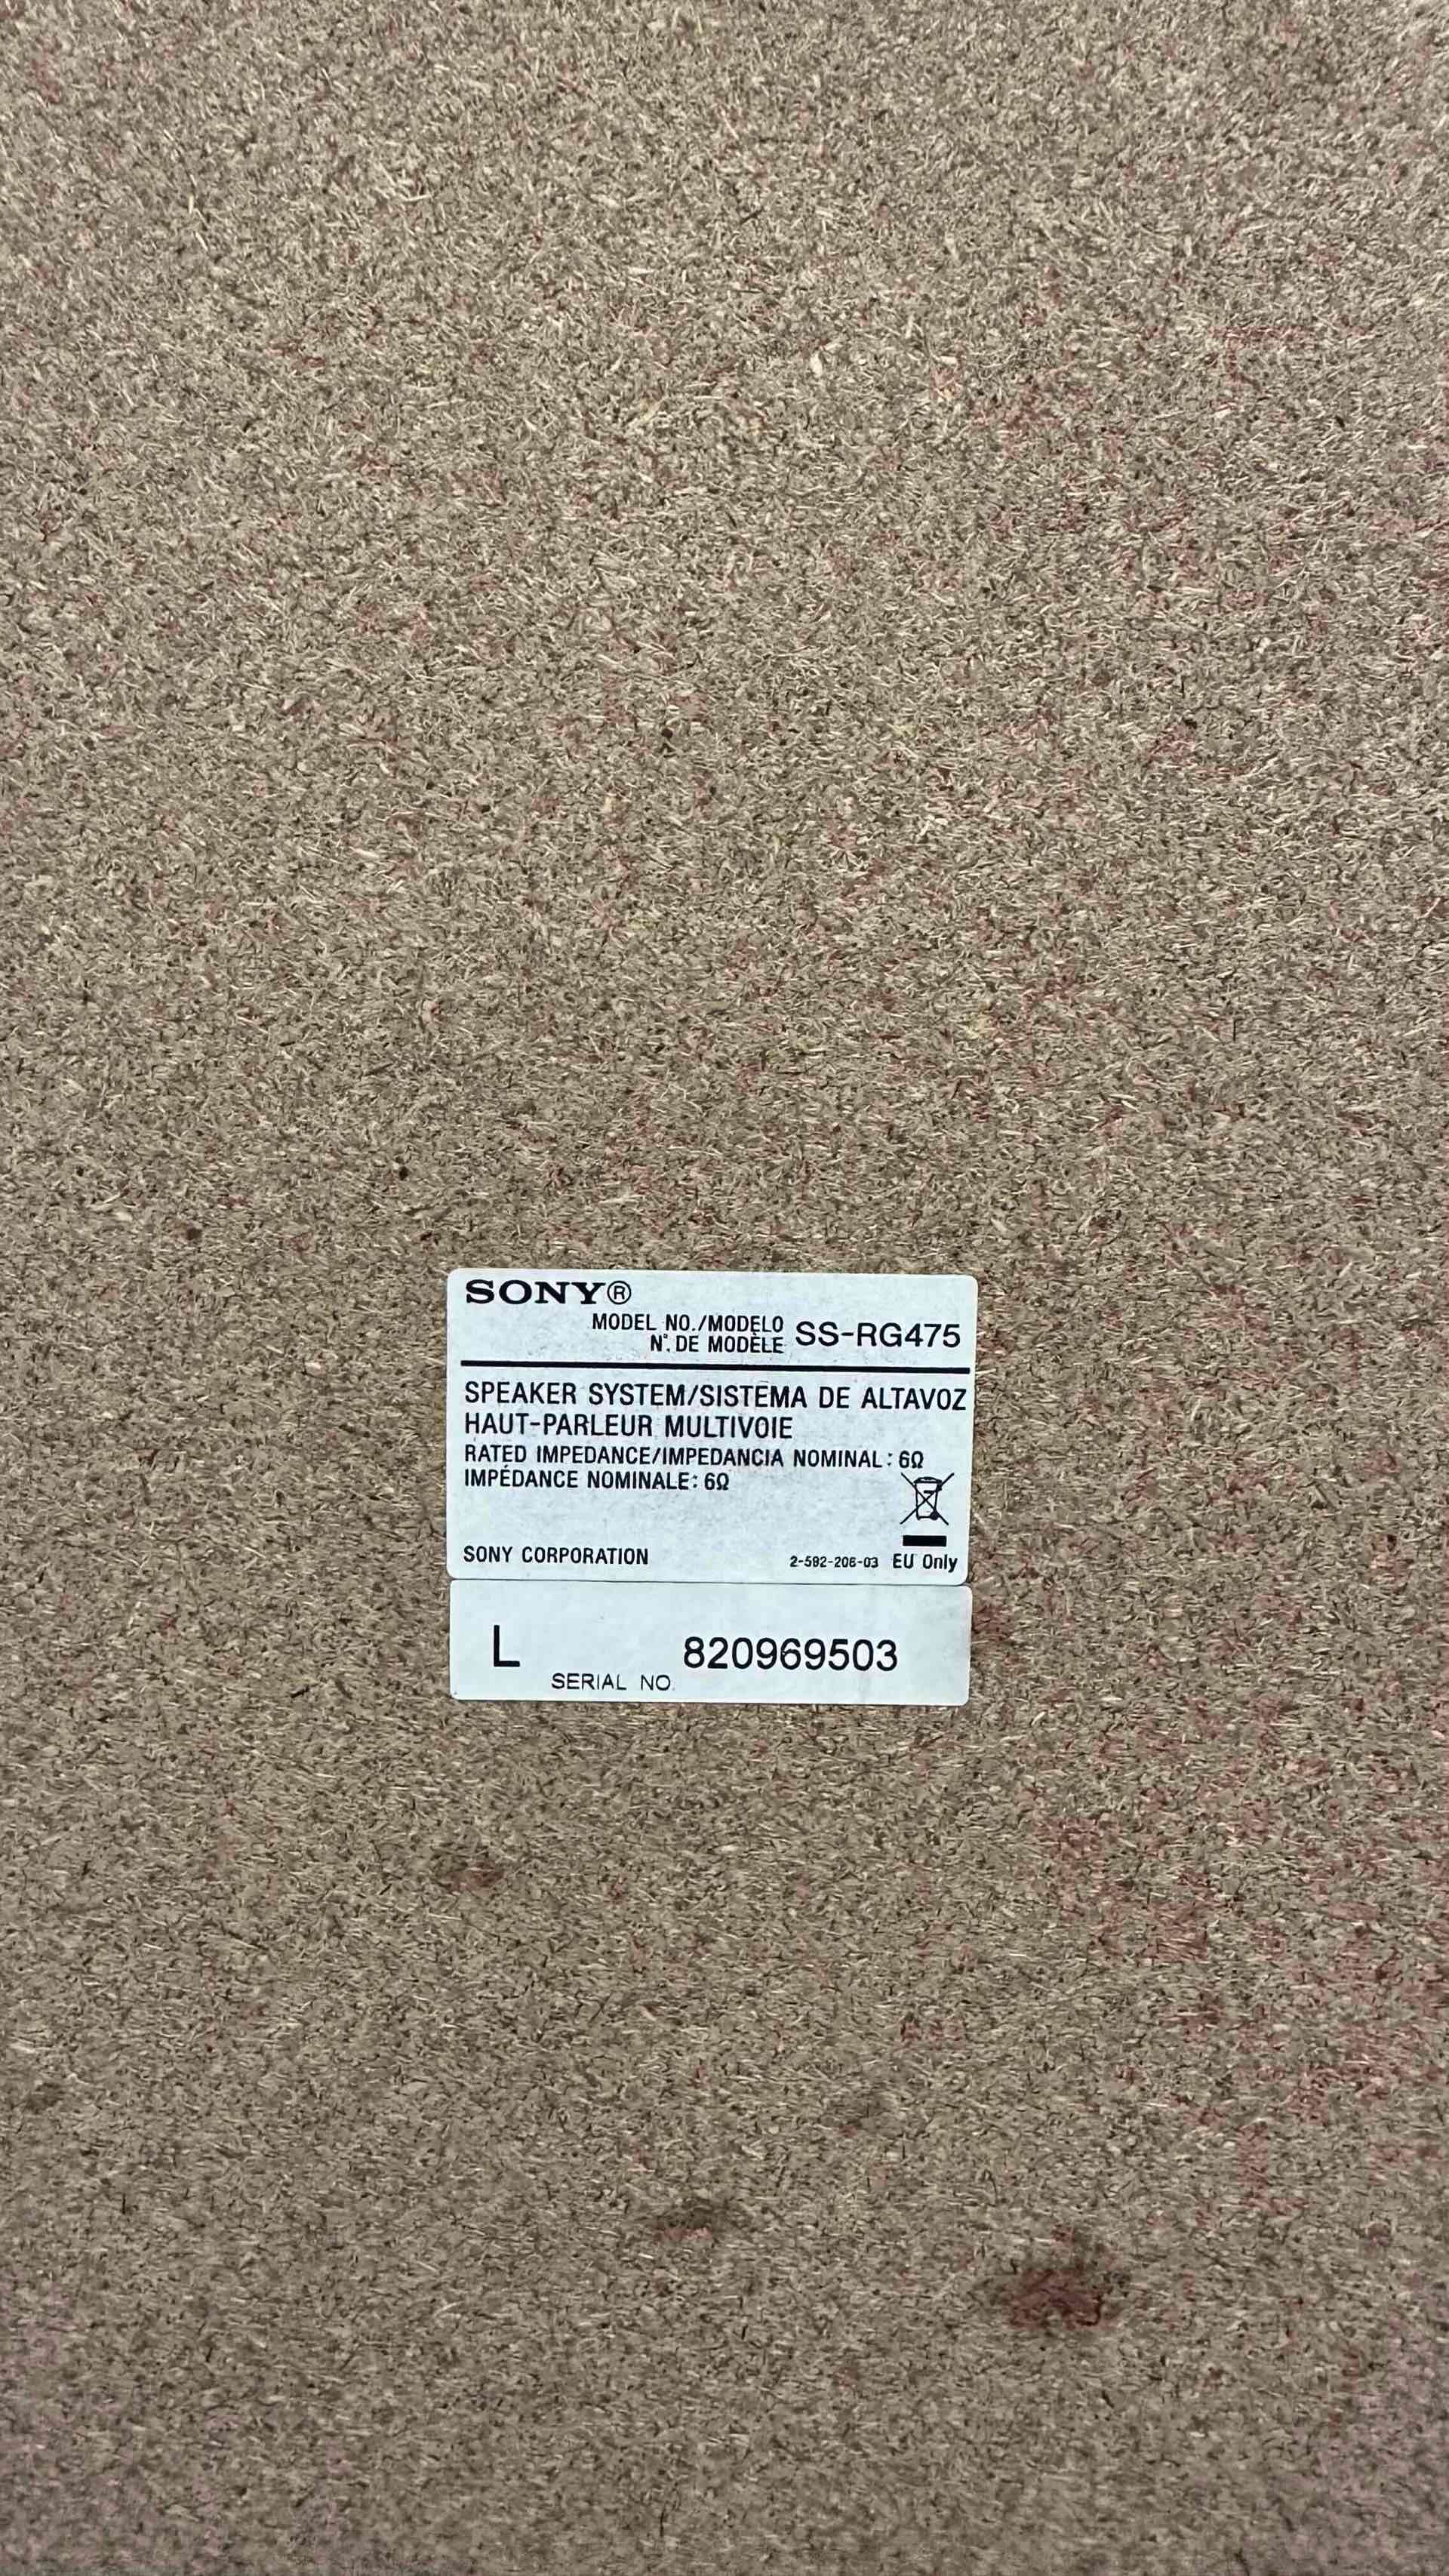 SONY®
MODEL NO./MODELO
N°. DE MODÈLE SS-RG475
SPEAKER SYSTEM/SISTEMA DE ALTAVOZ
HAUT-PARLEUR MULTIVOIE
RATED IMPEDANCE/IMPEDANCIA NOMINAL: 6Ω
IMPÉDANCE NOMINALE: 6Ω
SONY CORPORATION 2-592-206-03 EU Only
L SERIAL NO. 820969503